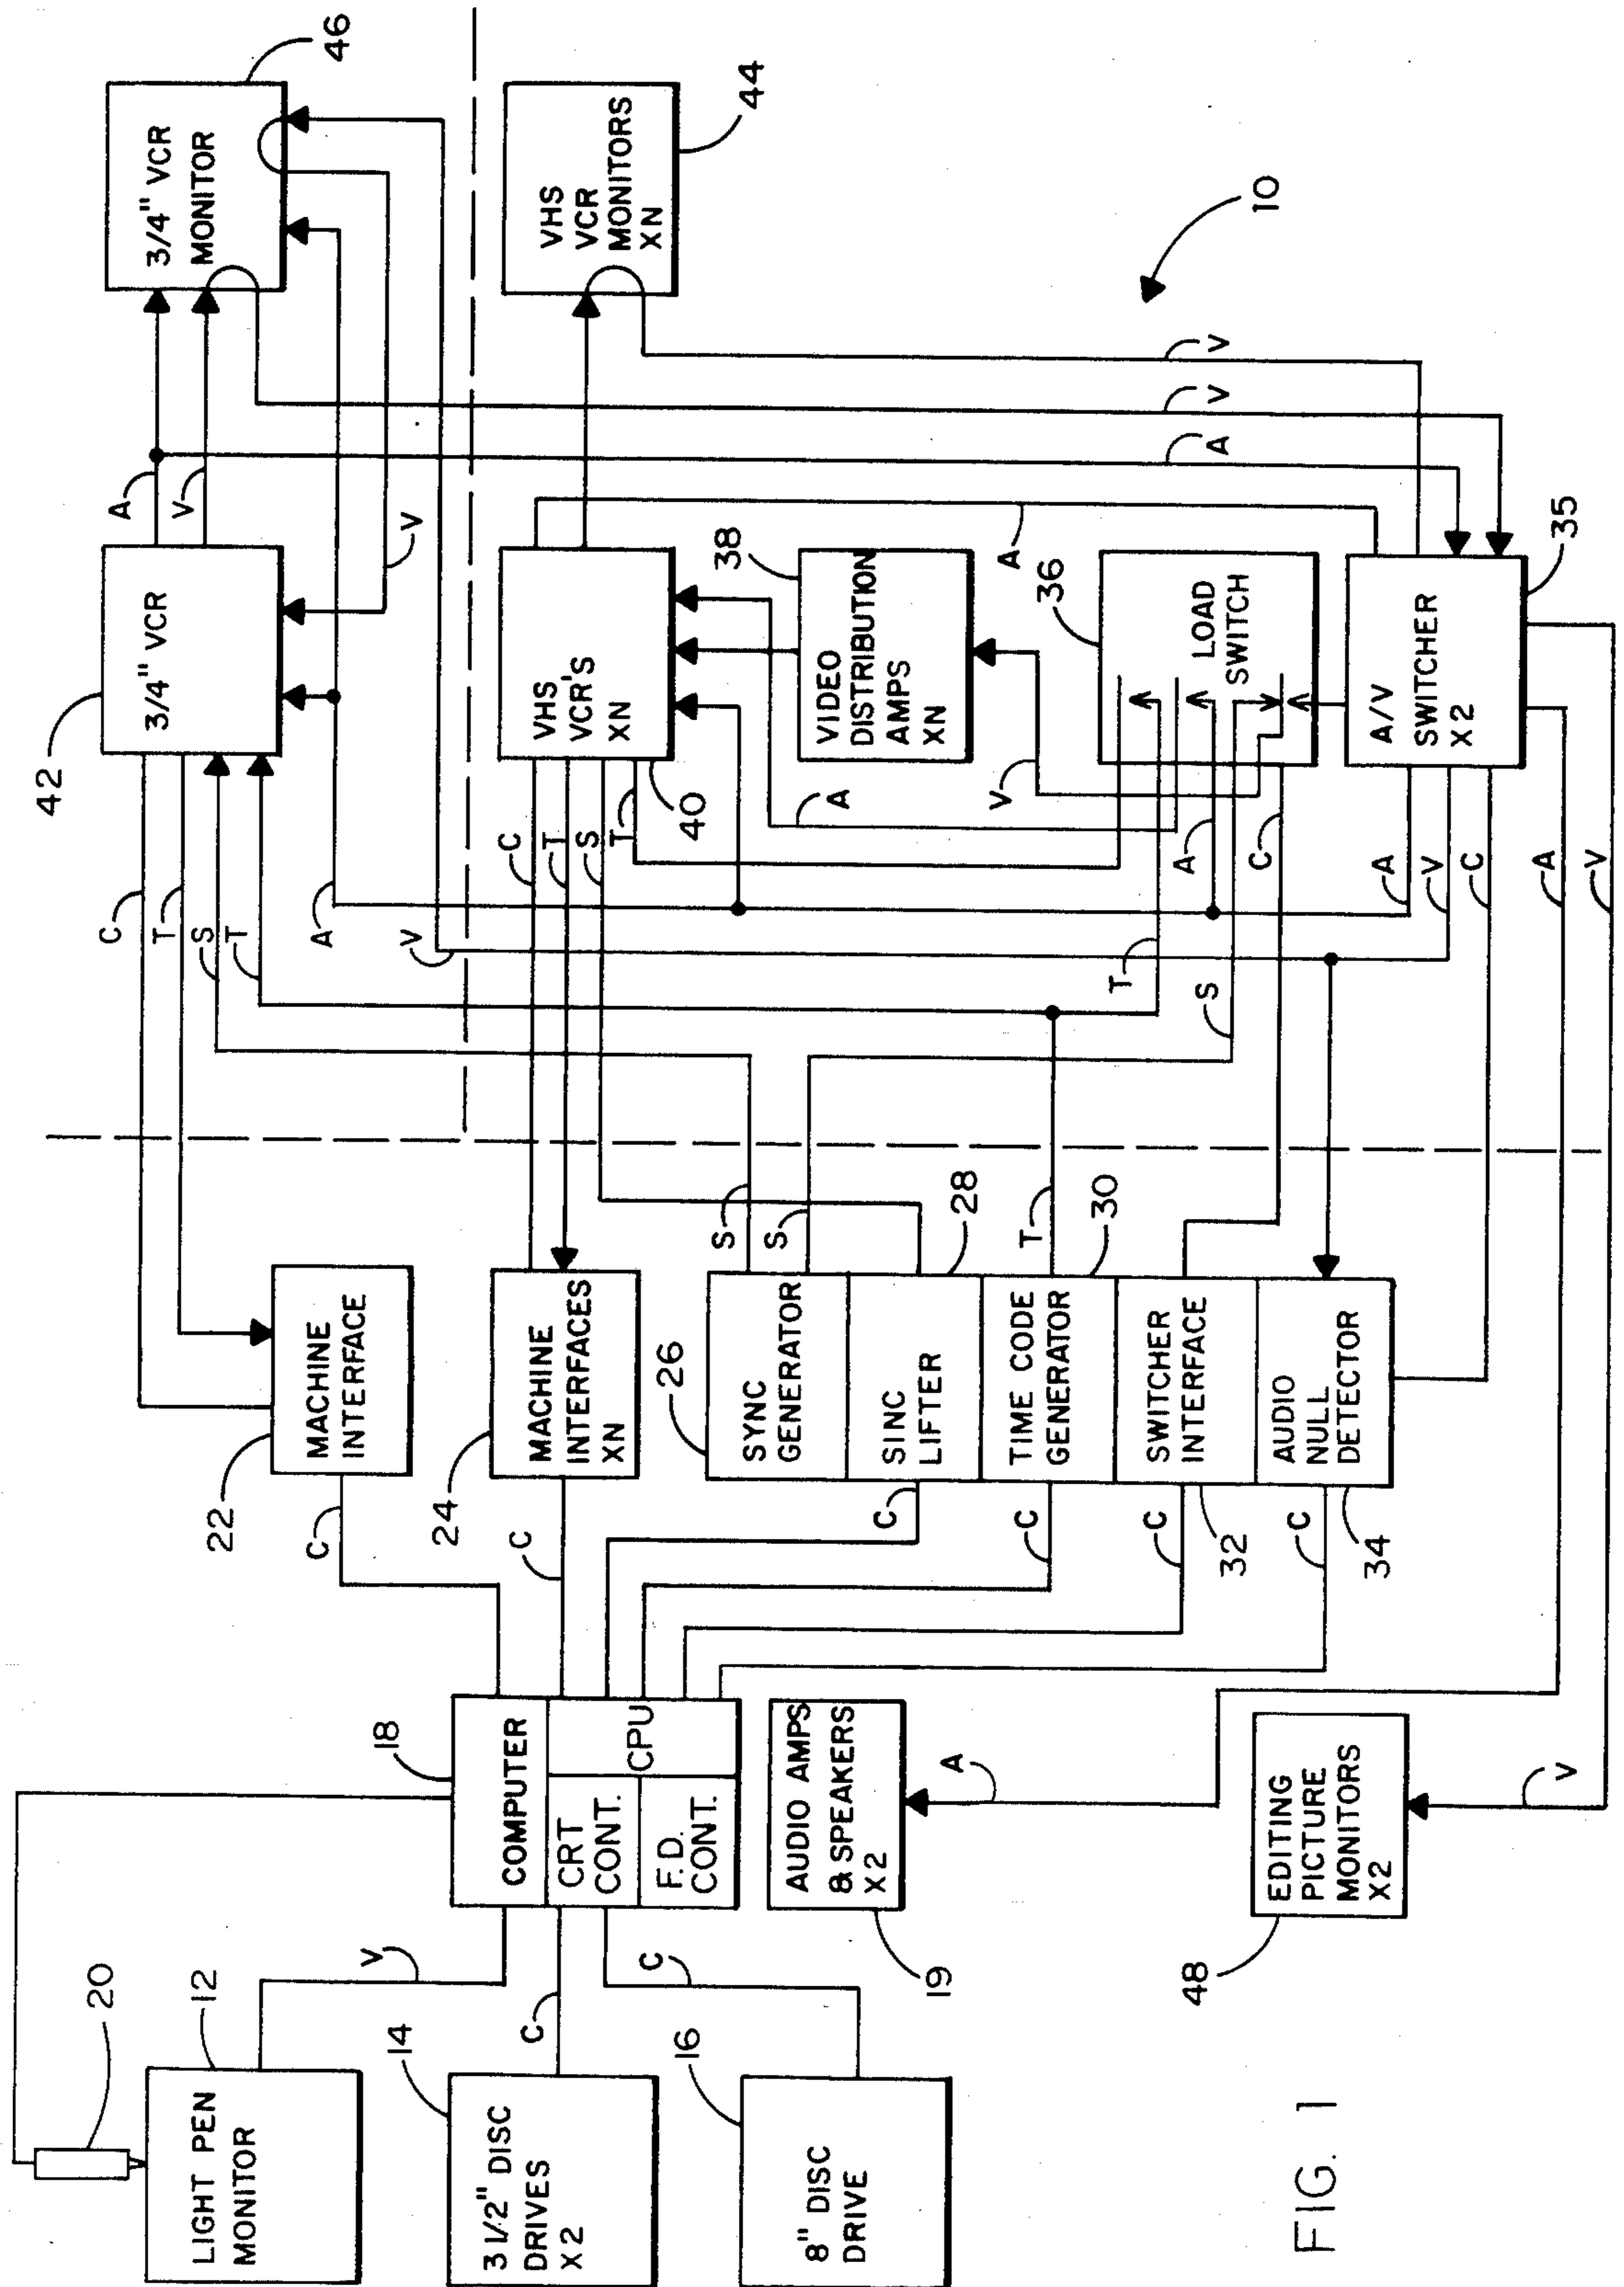 20
12
LIGHT PEN
MONITOR
V
14
3 1/2" DISC
DRIVES
X2
C
16
8" DISC
DRIVE
C
18
COMPUTER
CRT
CONT.
CPU
F.D.
CONT.
AUDIO AMPS
& SPEAKERS
X2
19
A
EDITING
PICTURE
MONITORS
X2
48
V
22
MACHINE
INTERFACE
C
24
MACHINE
INTERFACES
XN
C
26
SYNC
GENERATOR
S
S
SINC
LIFTER
28
C
TIME CODE
GENERATOR
30
T
C
SWITCHER
INTERFACE
32
C
AUDIO
NULL
DETECTOR
34
C
42
3/4" VCR
C
T
S
T
A
V
A
V
V
3/4" VCR
MONITOR
46
VHS
VCR'S
XN
40
C
T
S
T
A
38
VIDEO
DISTRIBUTION
AMPS
XN
V
V
A
36
LOAD
SWITCH
T
S
A
C
A/V
SWITCHER
X2
35
A
V
C
A
V
VHS
VCR
MONITORS
XN
44
V
V
A
10
FIG. 1